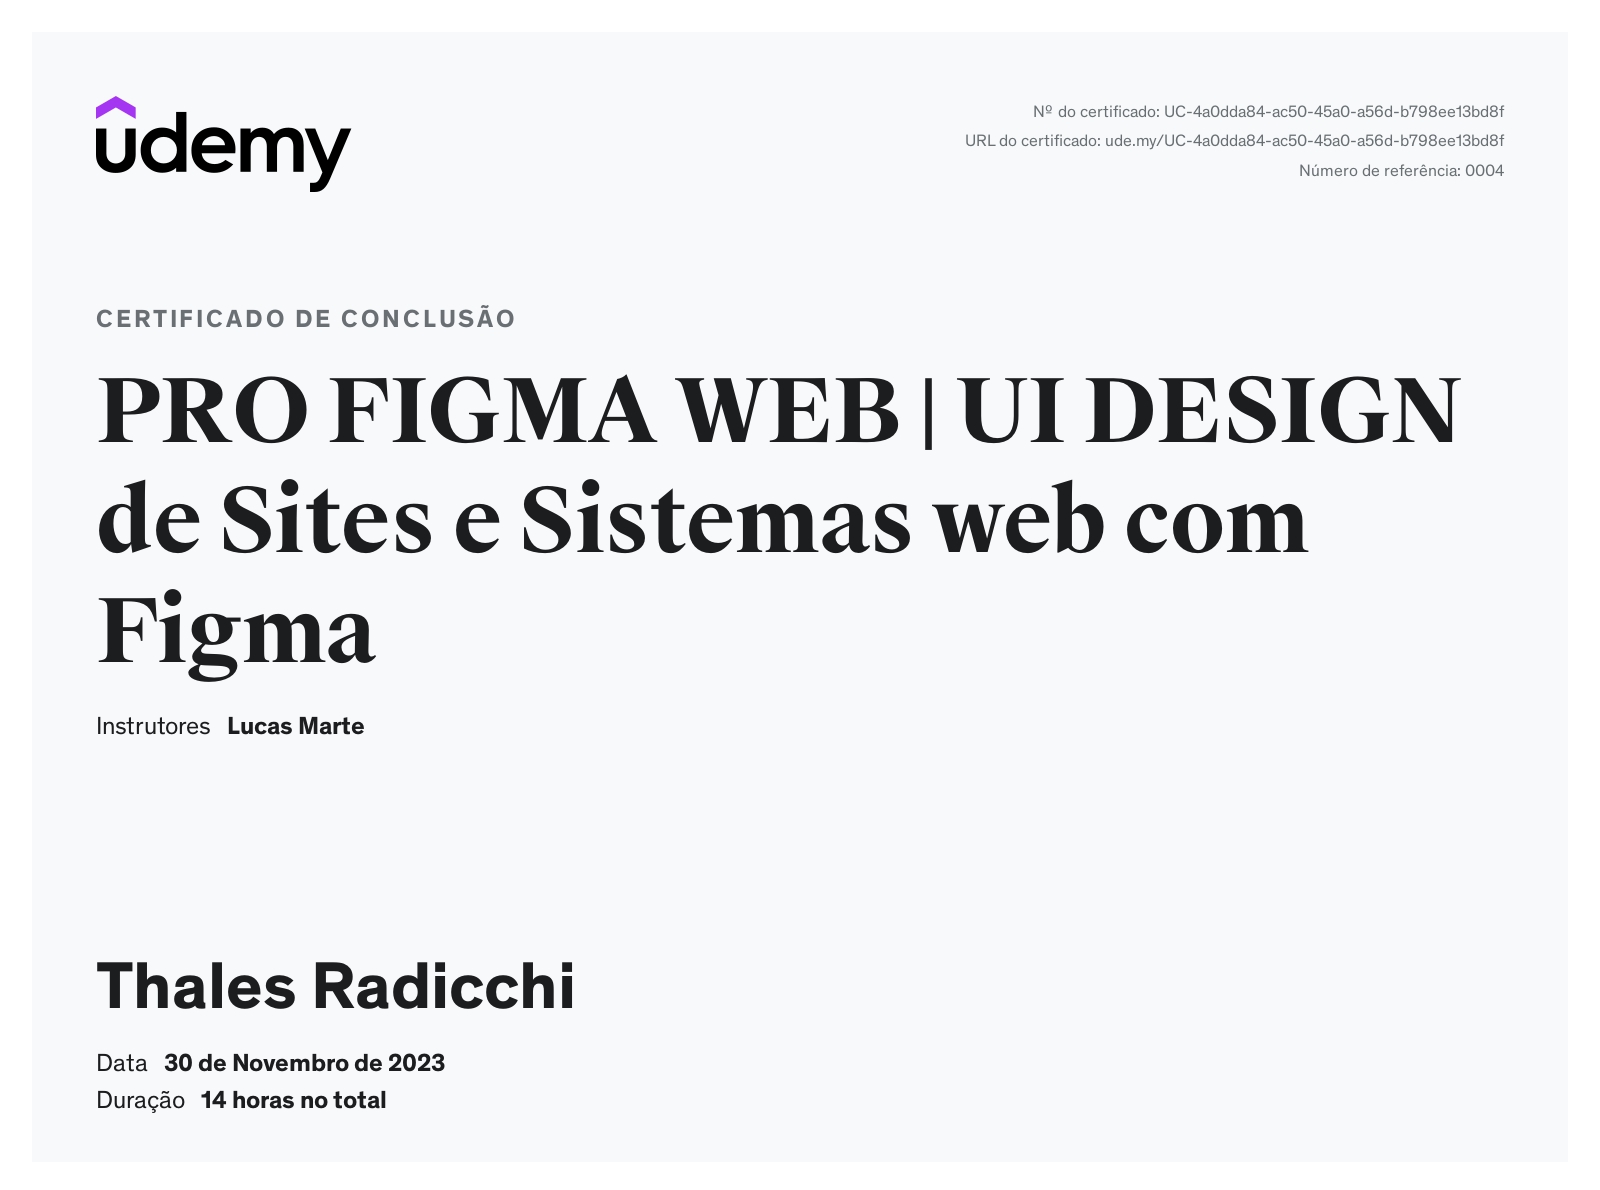 udemy
Nº do certificado: UC-4a0dda84-ac50-45a0-a56d-b798ee13bd8f
URL do certificado: ude.my/UC-4a0dda84-ac50-45a0-a56d-b798ee13bd8f
Número de referência: 0004
CERTIFICADO DE CONCLUSÃO
PRO FIGMA WEB | UI DESIGN
de Sites e Sistemas web com
Figma
Instrutores Lucas Marte
Thales Radicchi
Data 30 de Novembro de 2023
Duração 14 horas no total